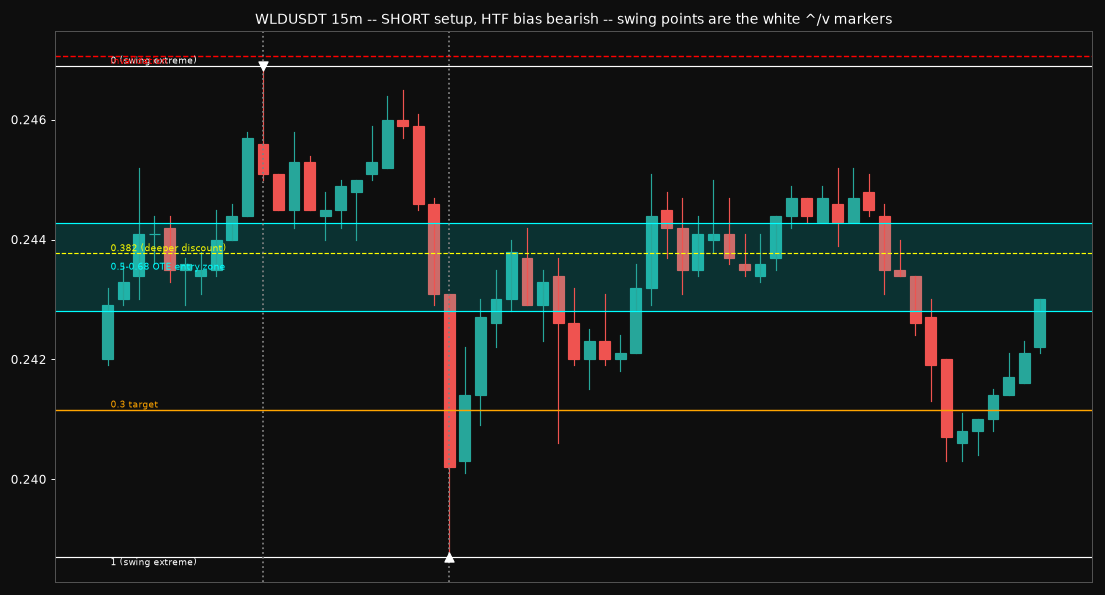 WLDUSDT 15m -- SHORT setup, HTF bias bearish -- swing points are the white ^/v markers
0 (swing extreme)
0.246
0.244
0.382 (deeper discount)
0.5-0.68 OTE entry zone
0.242
0.3 target
0.240
1 (swing extreme)